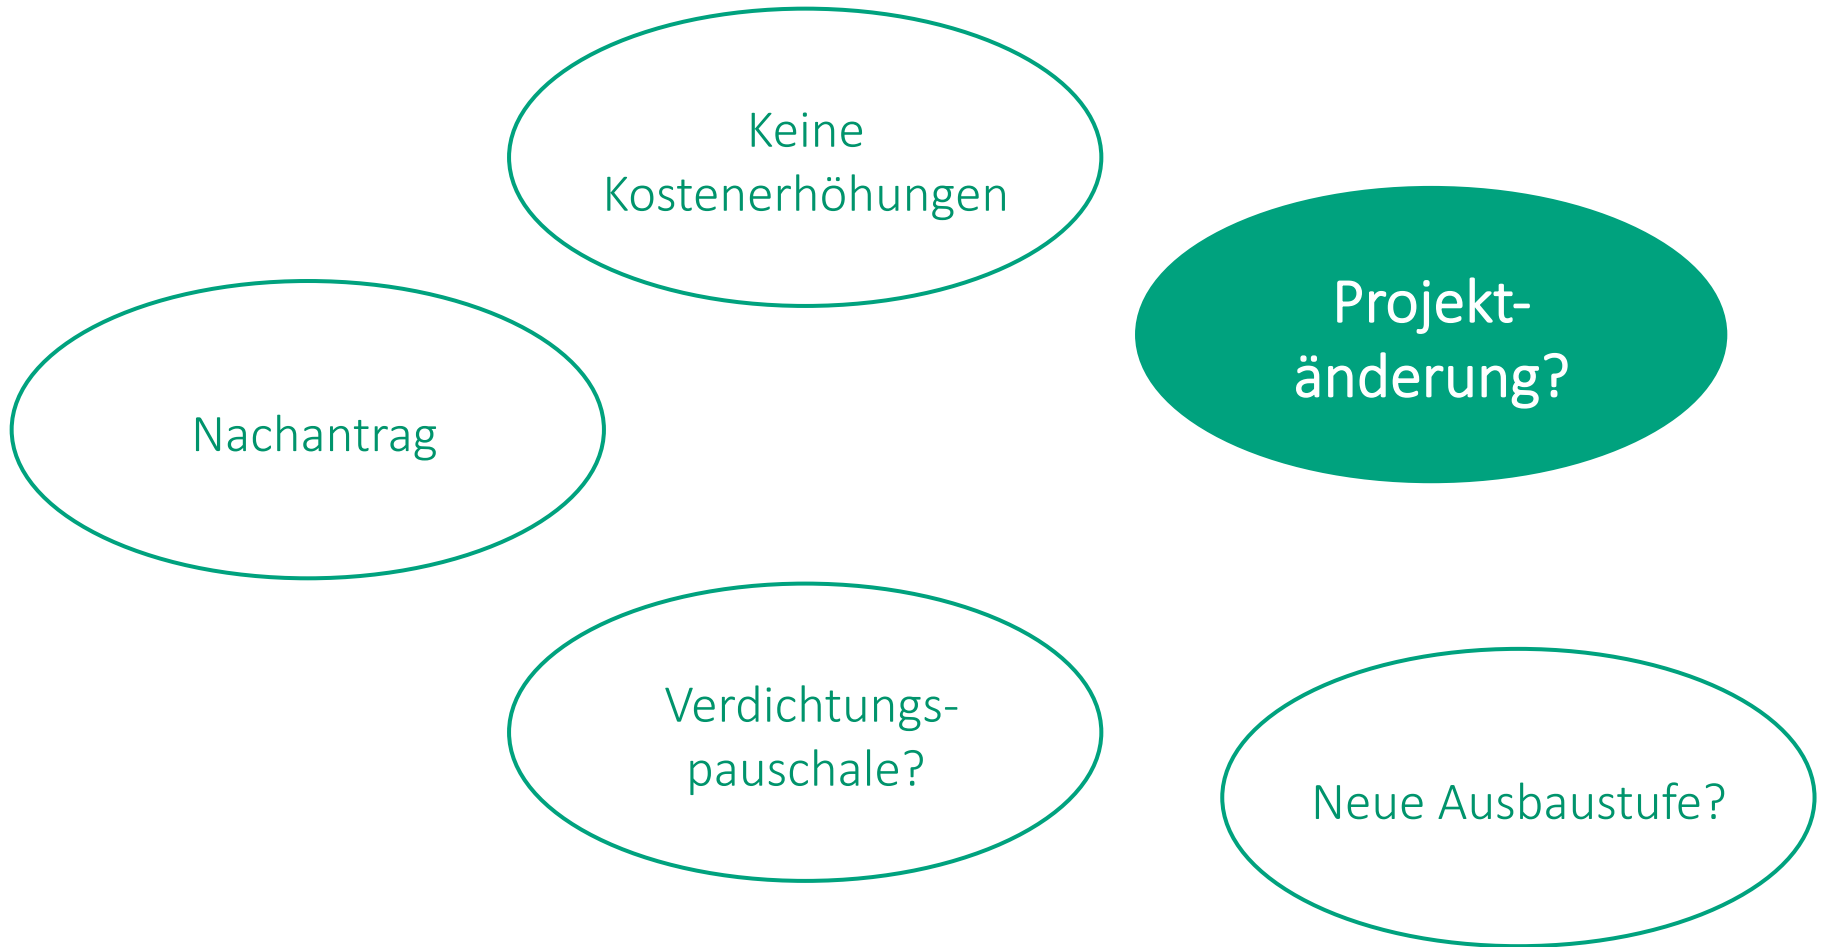 Keine
Kostenerhöhungen
Projekt-
änderung?
Nachantrag
Verdichtungs-
pauschale?
Neue Ausbaustufe?